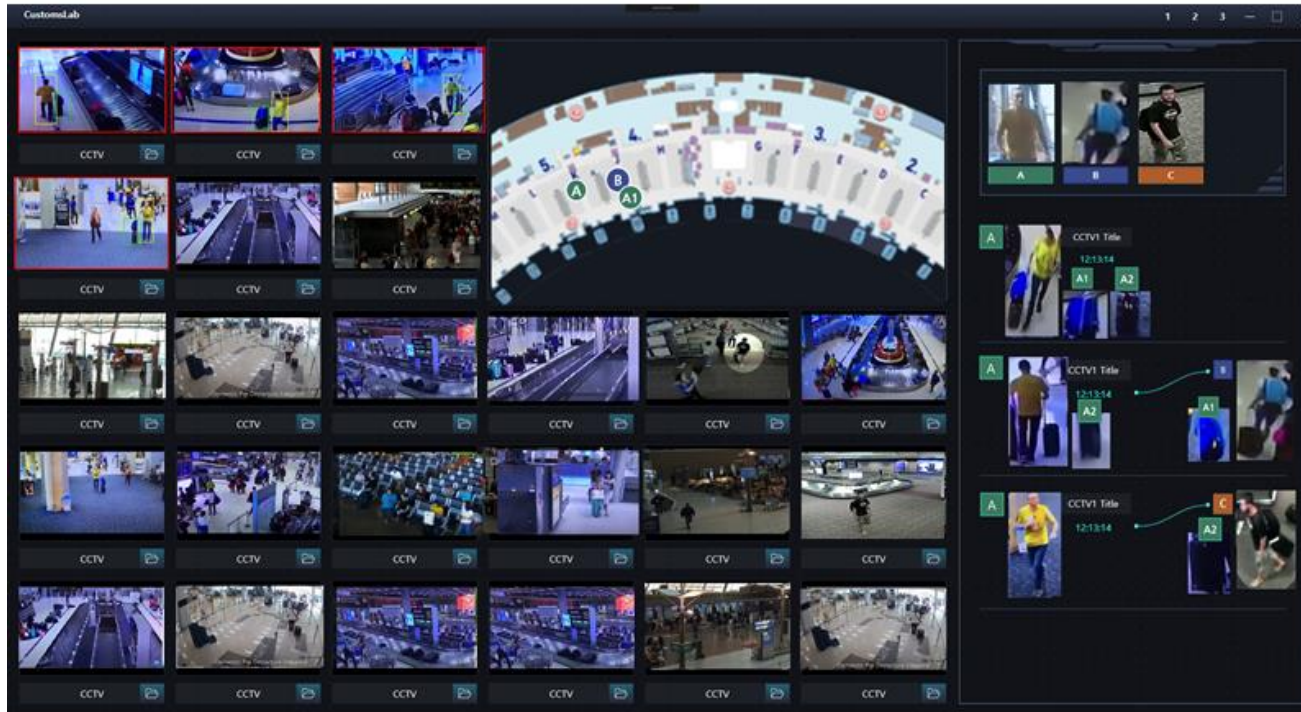 CustomsLab
1 2 3
CCTV CCTV CCTV
CCTV CCTV CCTV
4. 3.
5. 2.
H G F E D C
A B A1
A B C
A CCTV1 Title
12:13:14
A1 A2
A CCTV1 Title B
12:13:14
A2 A1
A CCTV1 Title C
12:13:14 A2
CCTV CCTV CCTV CCTV CCTV CCTV
CCTV CCTV CCTV CCTV CCTV CCTV
CCTV CCTV CCTV CCTV CCTV CCTV